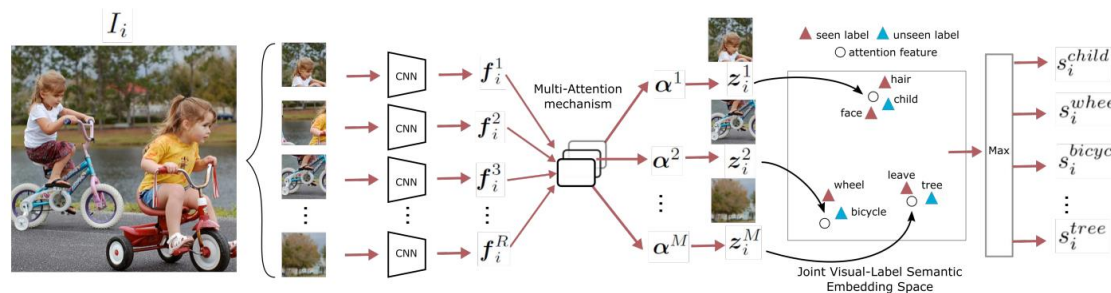 I_i
CNN
CNN
CNN
CNN
f_i^1
f_i^2
f_i^3
f_i^R
Multi-Attention
mechanism
α^1
α^2
α^M
z_i^1
z_i^2
z_i^M
seen label
unseen label
attention feature
hair
child
face
leave
tree
wheel
bicycle
Joint Visual-Label Semantic
Embedding Space
Max
s_i^{child}
s_i^{whee
s_i^{bicyc
s_i^{tree}